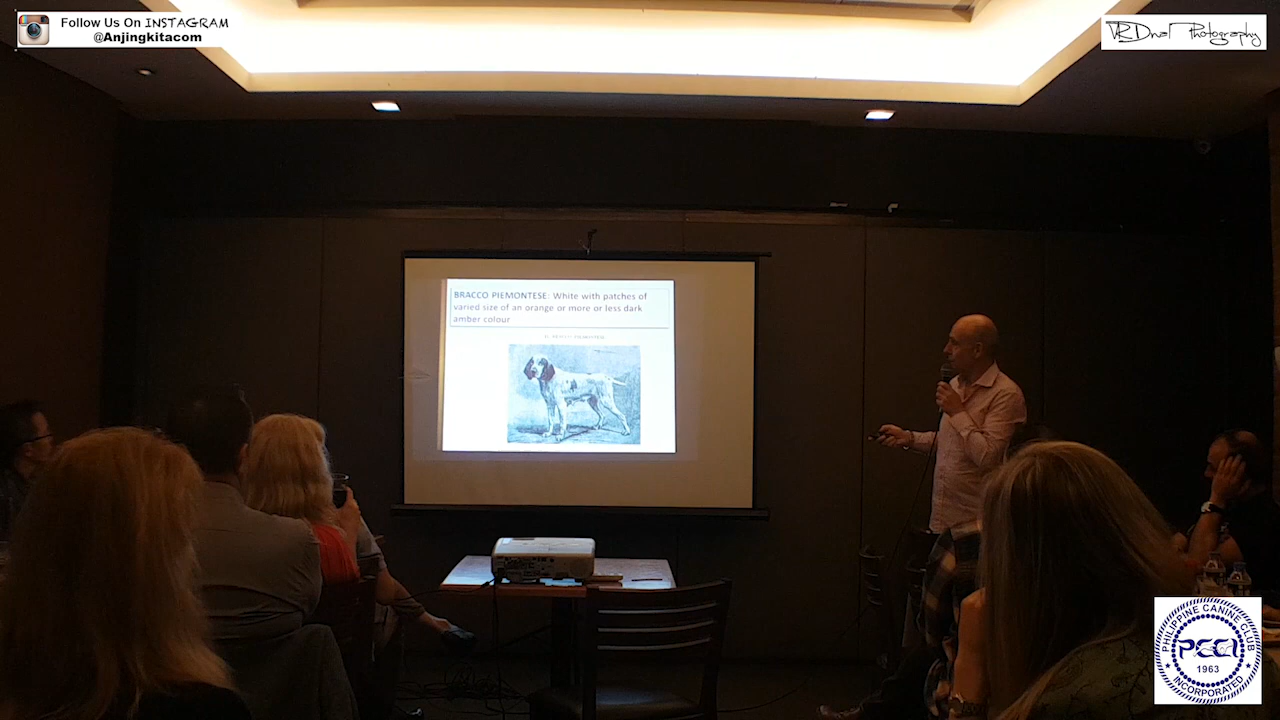 Follow Us On INSTAGRAM
@Anjingkitacom
VRDnal Photography
BRACCO PIEMONTESE: White with patches of
varied size of an orange or more or less dark
amber colour
PHILIPPINE CANINE CLUB
PCCI
1963
INCORPORATED